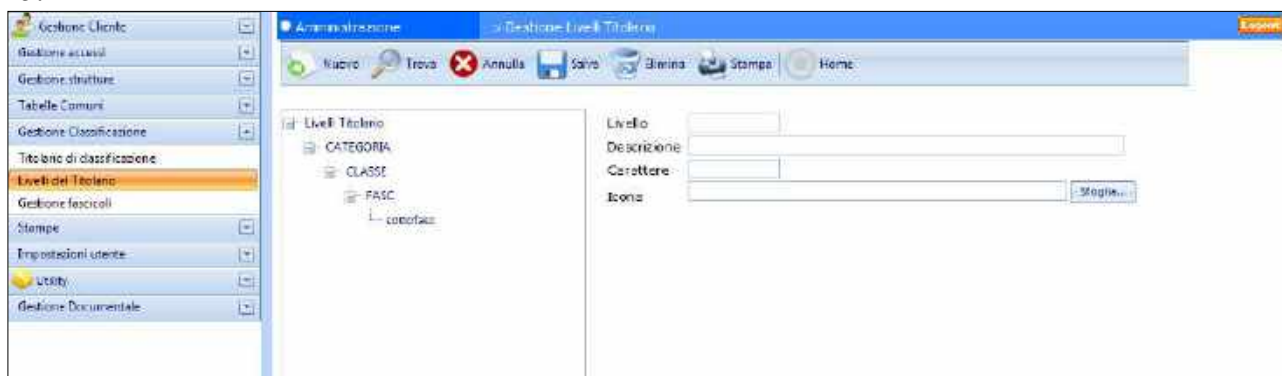 Gestione Cliente
Gestione accessi
Gestione strutture
Tabelle Comuni
Gestione Classificazione
Titolario di classificazione
Livelli del Titolario
Gestione fascicoli
Stampe
Impostazioni utente
Utility
Gestione Documentale
Amministrazione
Gestione Livelli Titolario
Nuovo Trova Annulla Salva Elimina Stampa Home
Livelli Titolario
CATEGORIA
CLASSE
FASC
Livello
Descrizione
Carattere
Icona
Sfoglia...